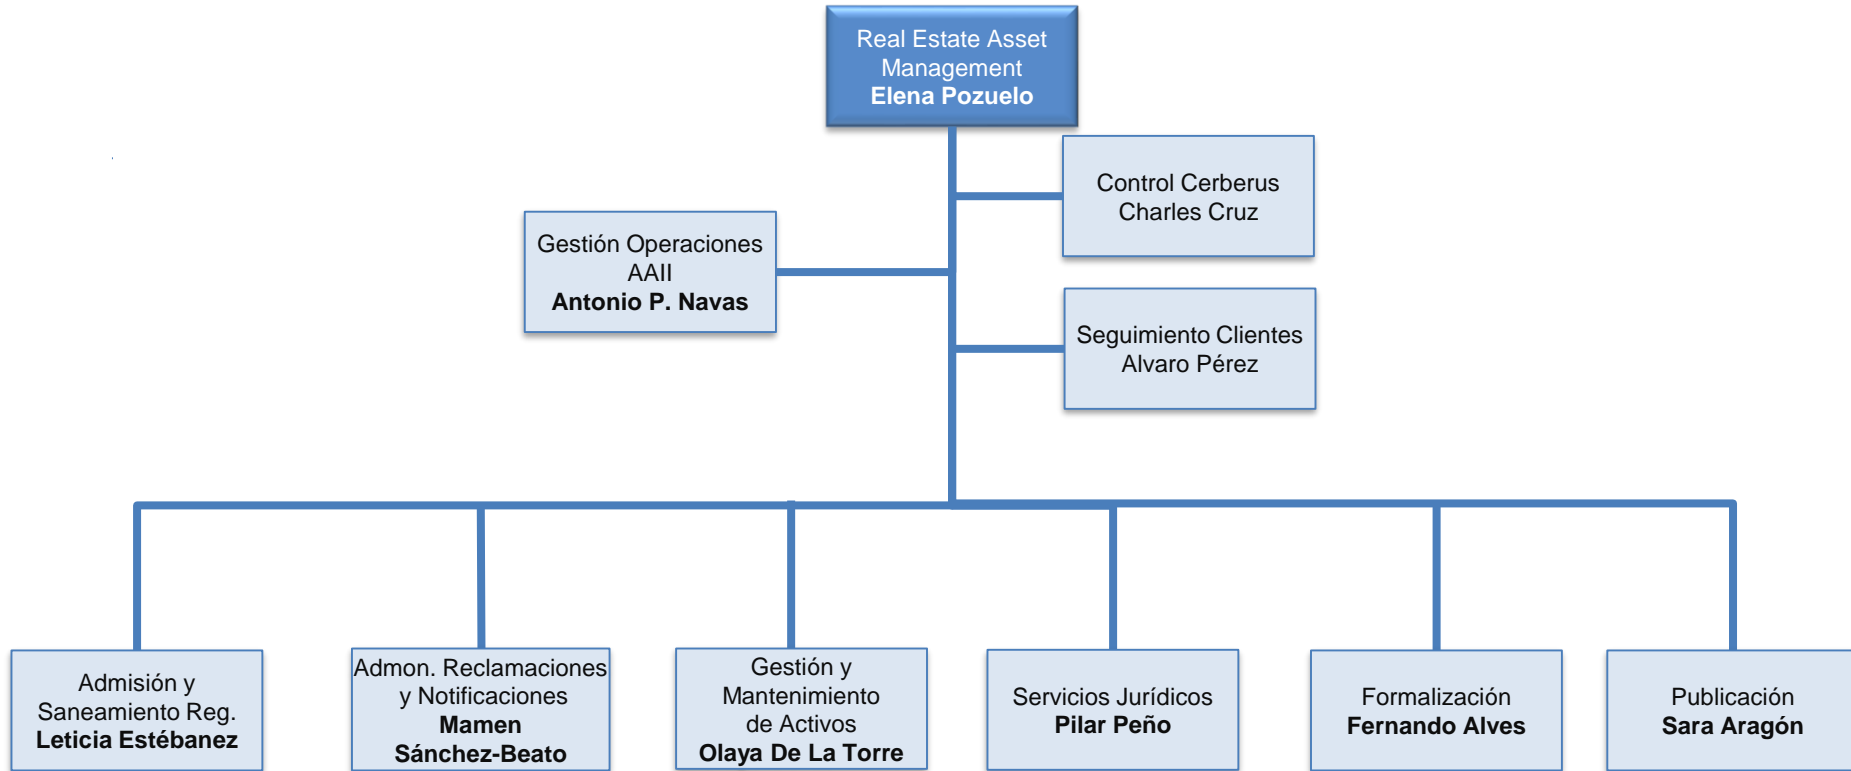 Real Estate Asset
Management
Elena Pozuelo
Control Cerberus
Charles Cruz
Gestión Operaciones
AAII
Antonio P. Navas
Seguimiento Clientes
Alvaro Pérez
Admisión y
Saneamiento Reg.
Leticia Estébanez
Admon. Reclamaciones
y Notificaciones
Mamen
Sánchez-Beato
Gestión y
Mantenimiento
de Activos
Olaya De La Torre
Servicios Jurídicos
Pilar Peño
Formalización
Fernando Alves
Publicación
Sara Aragón